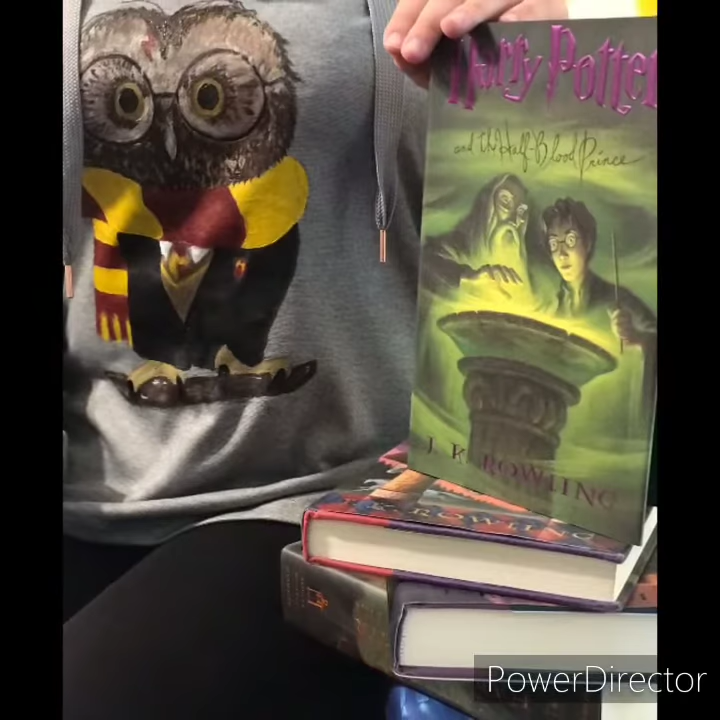 Harry Potter
and the Half-Blood Prince
J. K. ROWLING
J. K. ROWLING
PowerDirector